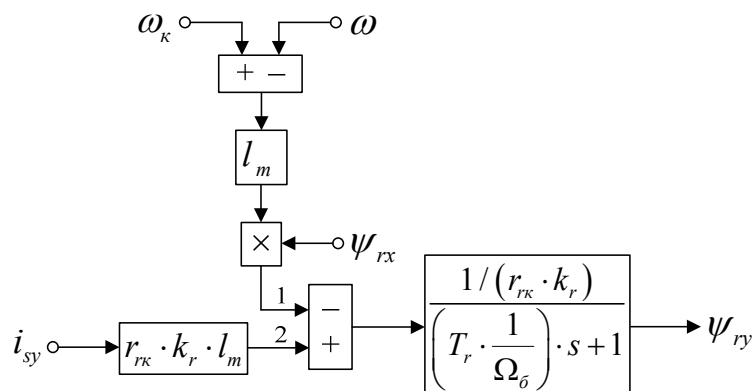 ω_к ω
+ −
l_m
×
ψ_rx
1 −
i_sy r_rк · k_r · l_m 2 +
1/(r_rк · k_r)
(T_r · 1/Ω_б) · s + 1
ψ_ry